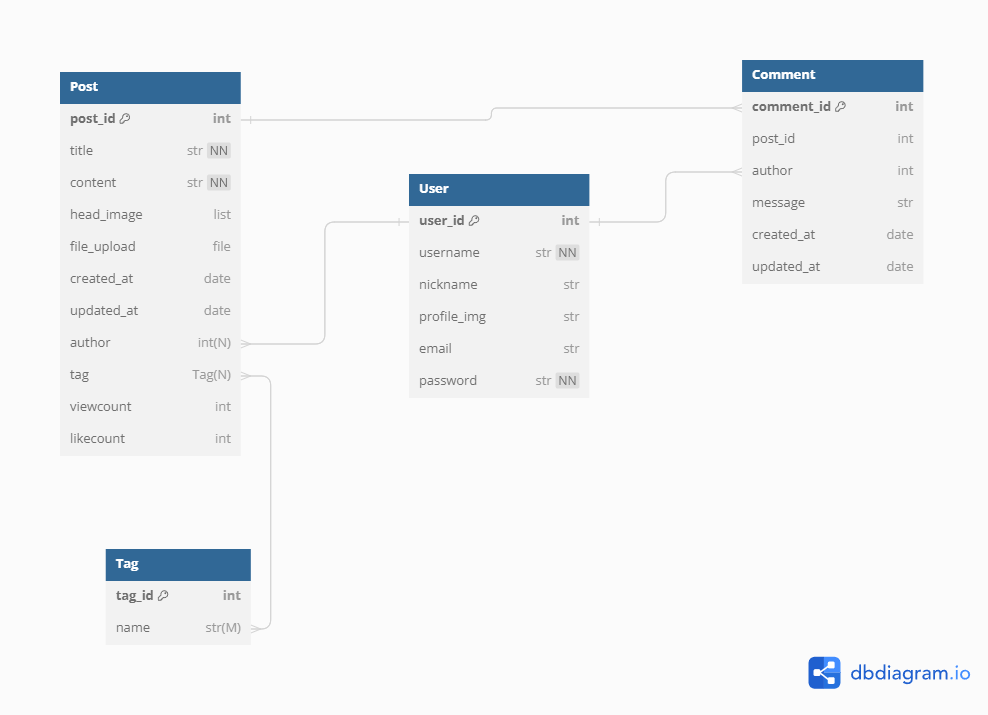 Post
post_id int
title str NN
content str NN
head_image list
file_upload file
created_at date
updated_at date
author int(N)
tag Tag(N)
viewcount int
likecount int
User
user_id int
username str NN
nickname str
profile_img str
email str
password str NN
Comment
comment_id int
post_id int
author int
message str
created_at date
updated_at date
Tag
tag_id int
name str(M)
dbdiagram.io